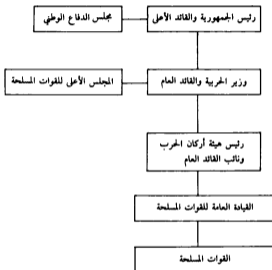 رئيس الجمهورية والقائد الأعلى
مجلس الدفاع الوطني
وزير الحربية والقائد العام
المجلس الأعلى للقوات المسلحة
رئيس هيئة أركان الحرب
ونائب القائد العام
القيادة العامة للقوات المسلحة
القوات المسلحة